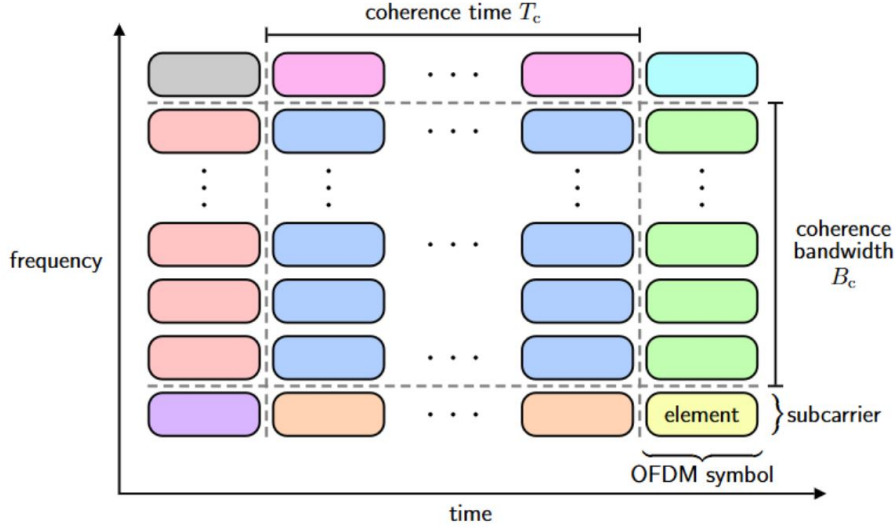 coherence time T_c
frequency
coherence
bandwidth
B_c
element
subcarrier
OFDM symbol
time